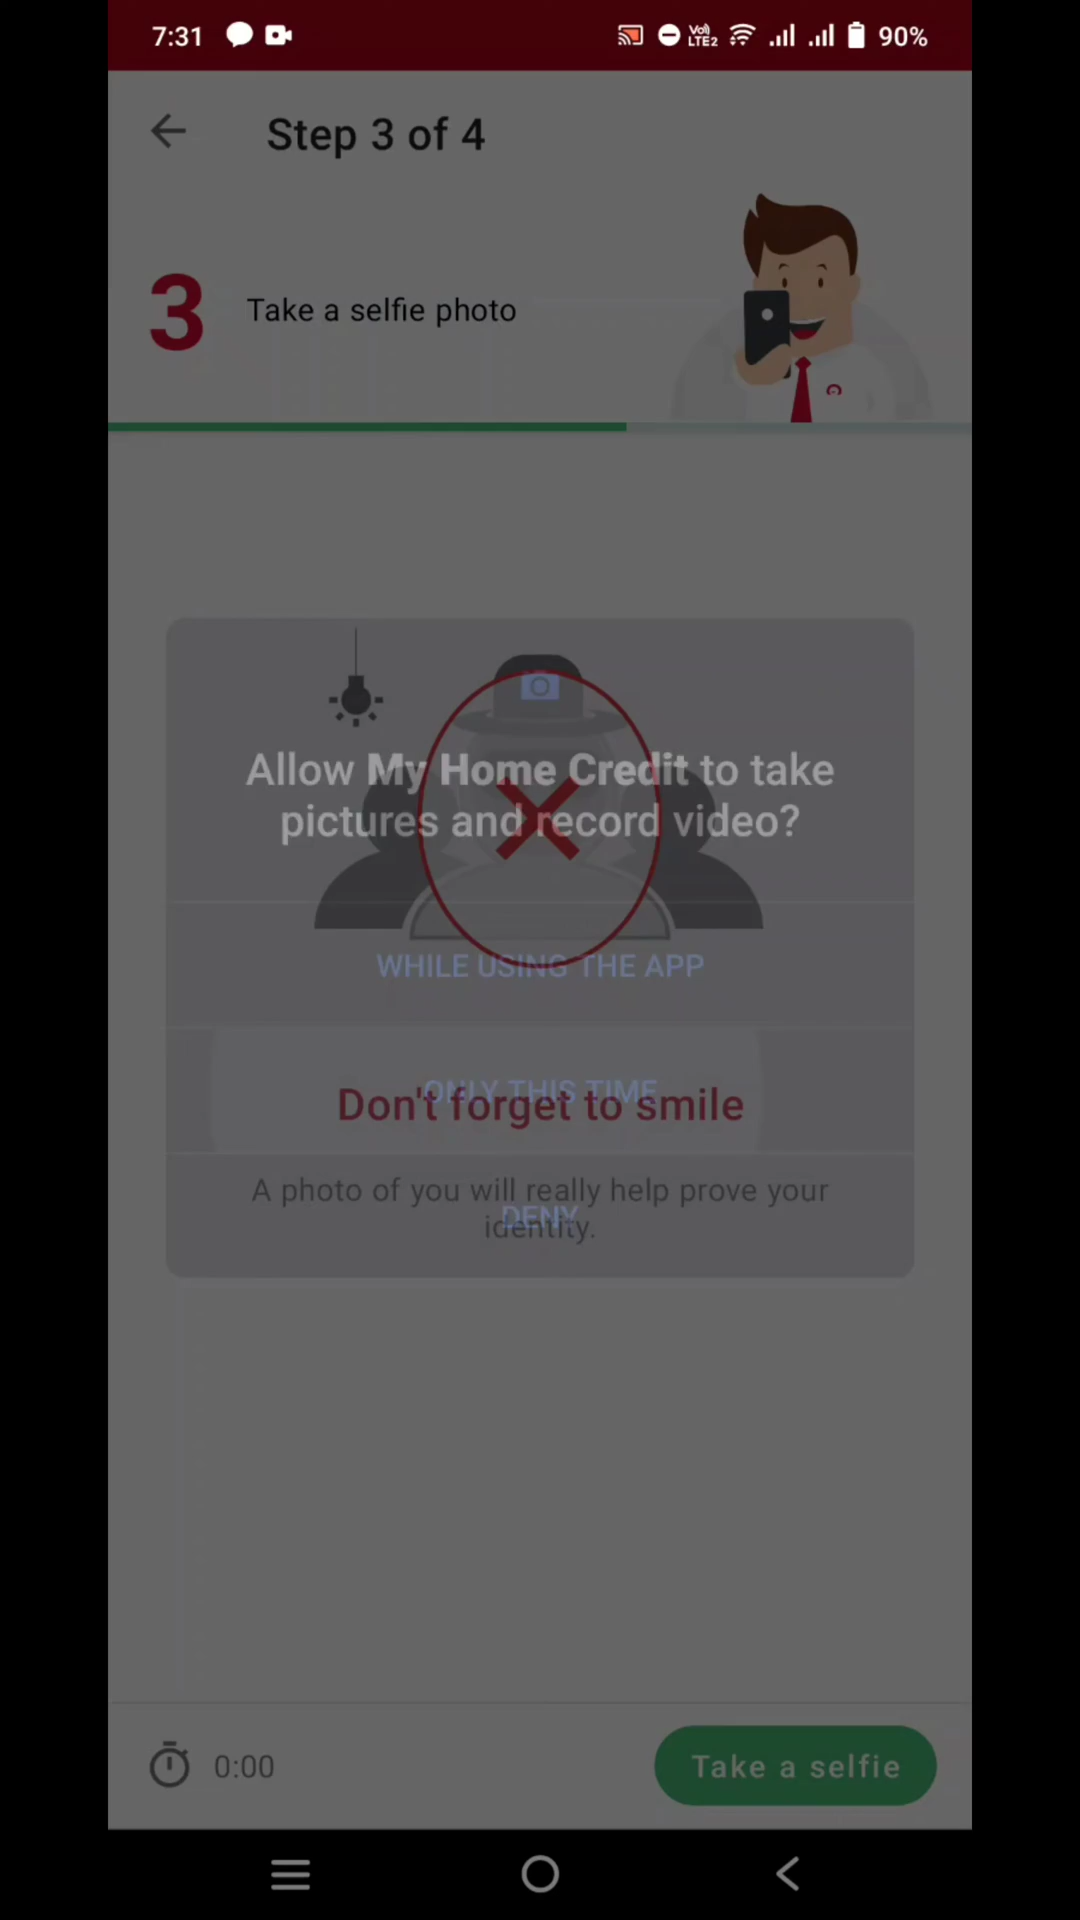 7:31
Vo) LTE2
90%
Step 3 of 4
3
Take a selfie photo
Allow My Home Credit to take
pictures and record video?
WHILE USING THE APP
ONLY THIS TIME
Don't forget to smile
A photo of you will really help prove your
identity.
DENY
0:00
Take a selfie